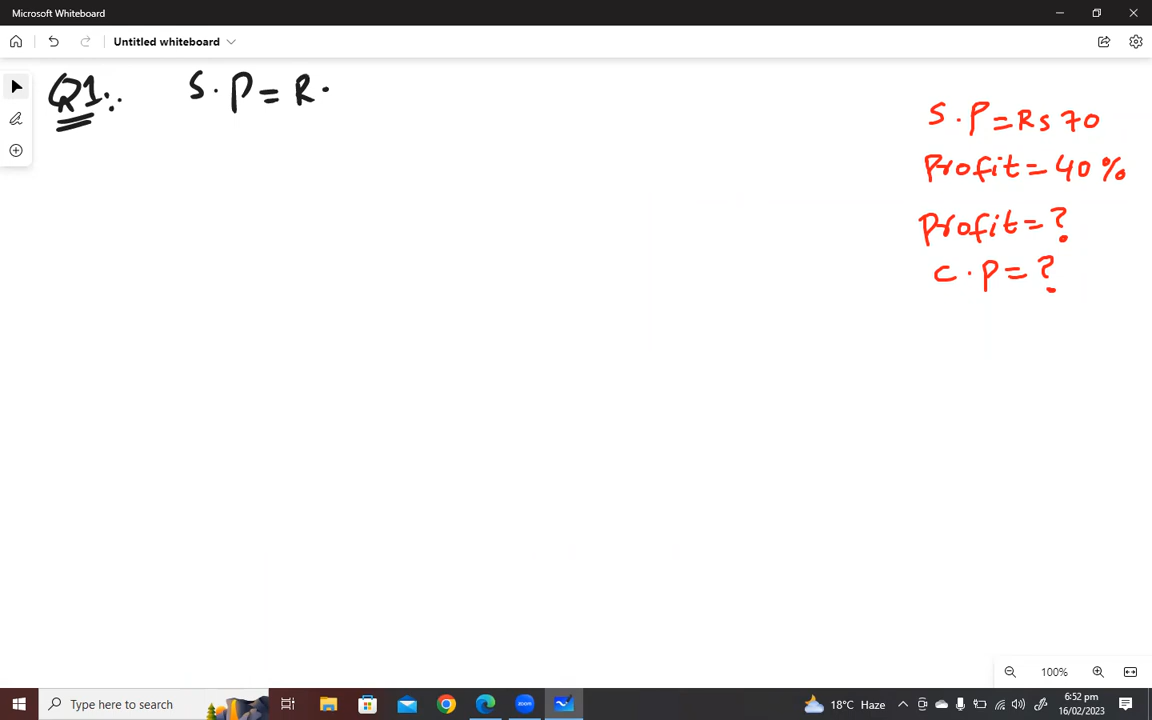 Microsoft Whiteboard
Untitled whiteboard
Q1:. S.P=R.
S.P=Rs 70
Profit=40%
Profit=?
C.P=?
100%
Type here to search
zoom
18°C Haze
6:52 pm
16/02/2023